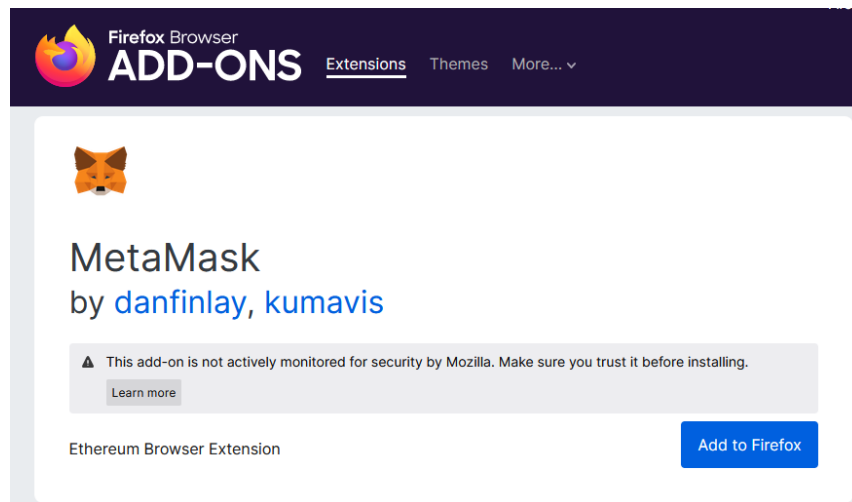 Firefox Browser
ADD-ONS
Extensions Themes More...
MetaMask
by danfinlay, kumavis
This add-on is not actively monitored for security by Mozilla. Make sure you trust it before installing.
Learn more
Ethereum Browser Extension
Add to Firefox